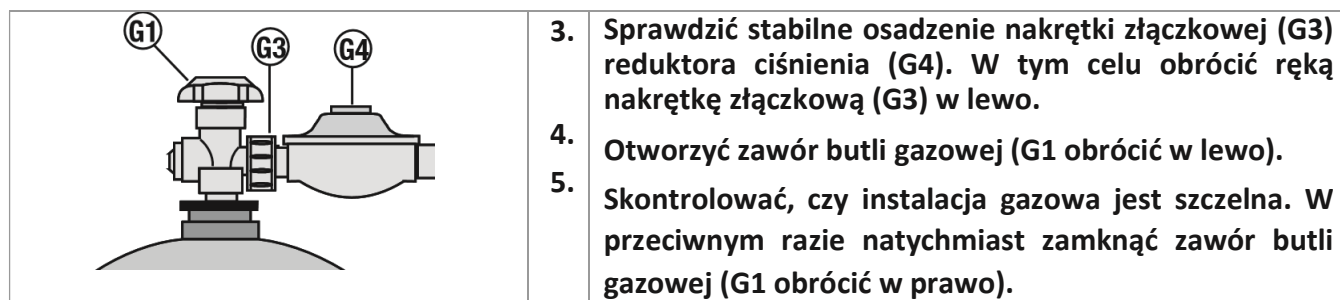 G1
G3
G4
3. Sprawdzić stabilne osadzenie nakrętki złączkowej (G3)
reduktora ciśnienia (G4). W tym celu obrócić ręką
nakrętkę złączkową (G3) w lewo.
4. Otworzyć zawór butli gazowej (G1 obrócić w lewo).
5. Skontrolować, czy instalacja gazowa jest szczelna. W
przeciwnym razie natychmiast zamknąć zawór butli
gazowej (G1 obrócić w prawo).